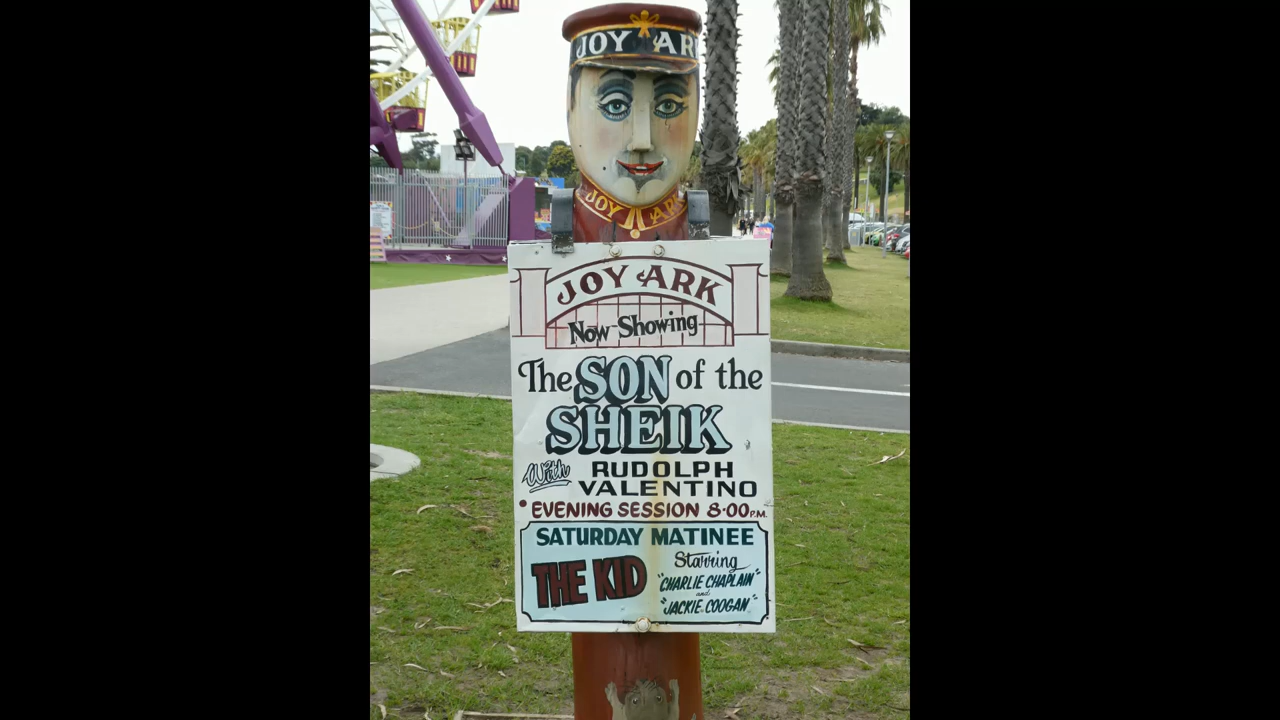 JOY AR
JOY ARK
JOY ARK
Now Showing
The SON of the
SHEIK
With RUDOLPH
VALENTINO
• EVENING SESSION 8·00 P.M.
SATURDAY MATINEE
THE KID
Starring
"CHARLIE CHAPLAIN"
and
"JACKIE COOGAN"